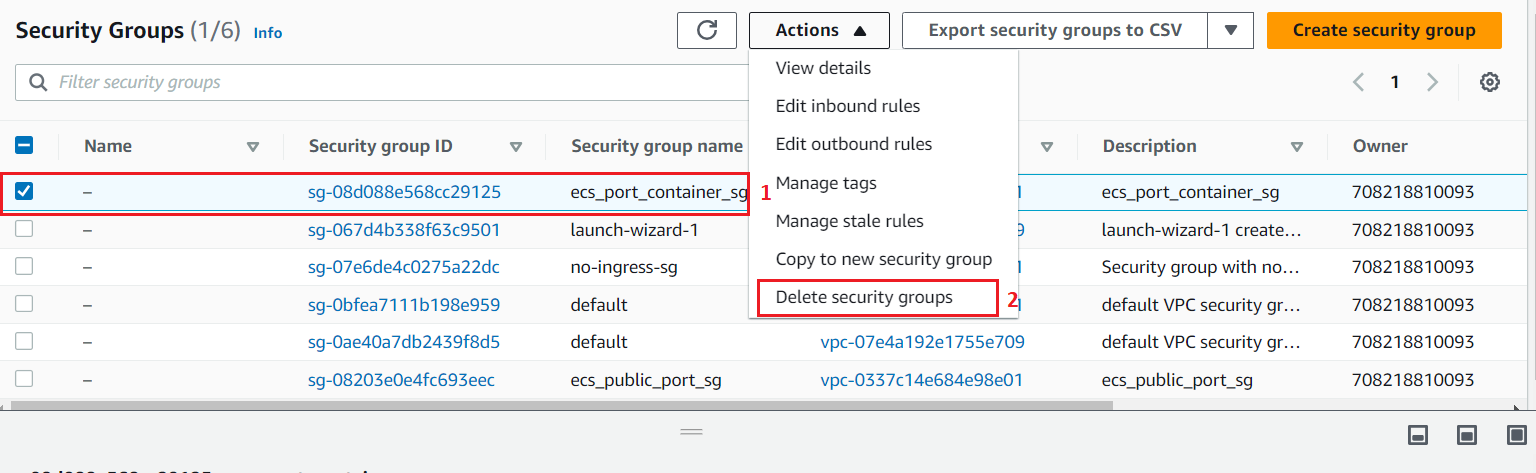 Security Groups (1/6) Info
Actions
Export security groups to CSV
Create security group
Filter security groups
1
View details
Edit inbound rules
Edit outbound rules
Manage tags
Manage stale rules
Copy to new security group
Delete security groups 2
Name Security group ID Security group name Description Owner
– sg-08d088e568cc29125 ecs_port_container_sg 1 1 ecs_port_container_sg 708218810093
– sg-067d4b338f63c9501 launch-wizard-1 9 launch-wizard-1 create... 708218810093
– sg-07e6de4c0275a22dc no-ingress-sg 1 Security group with no... 708218810093
– sg-0bfea7111b198e959 default 1 default VPC security gr... 708218810093
– sg-0ae40a7db2439f8d5 default vpc-07e4a192e1755e709 default VPC security gr... 708218810093
– sg-08203e0e4fc693eec ecs_public_port_sg vpc-0337c14e684e98e01 ecs_public_port_sg 708218810093